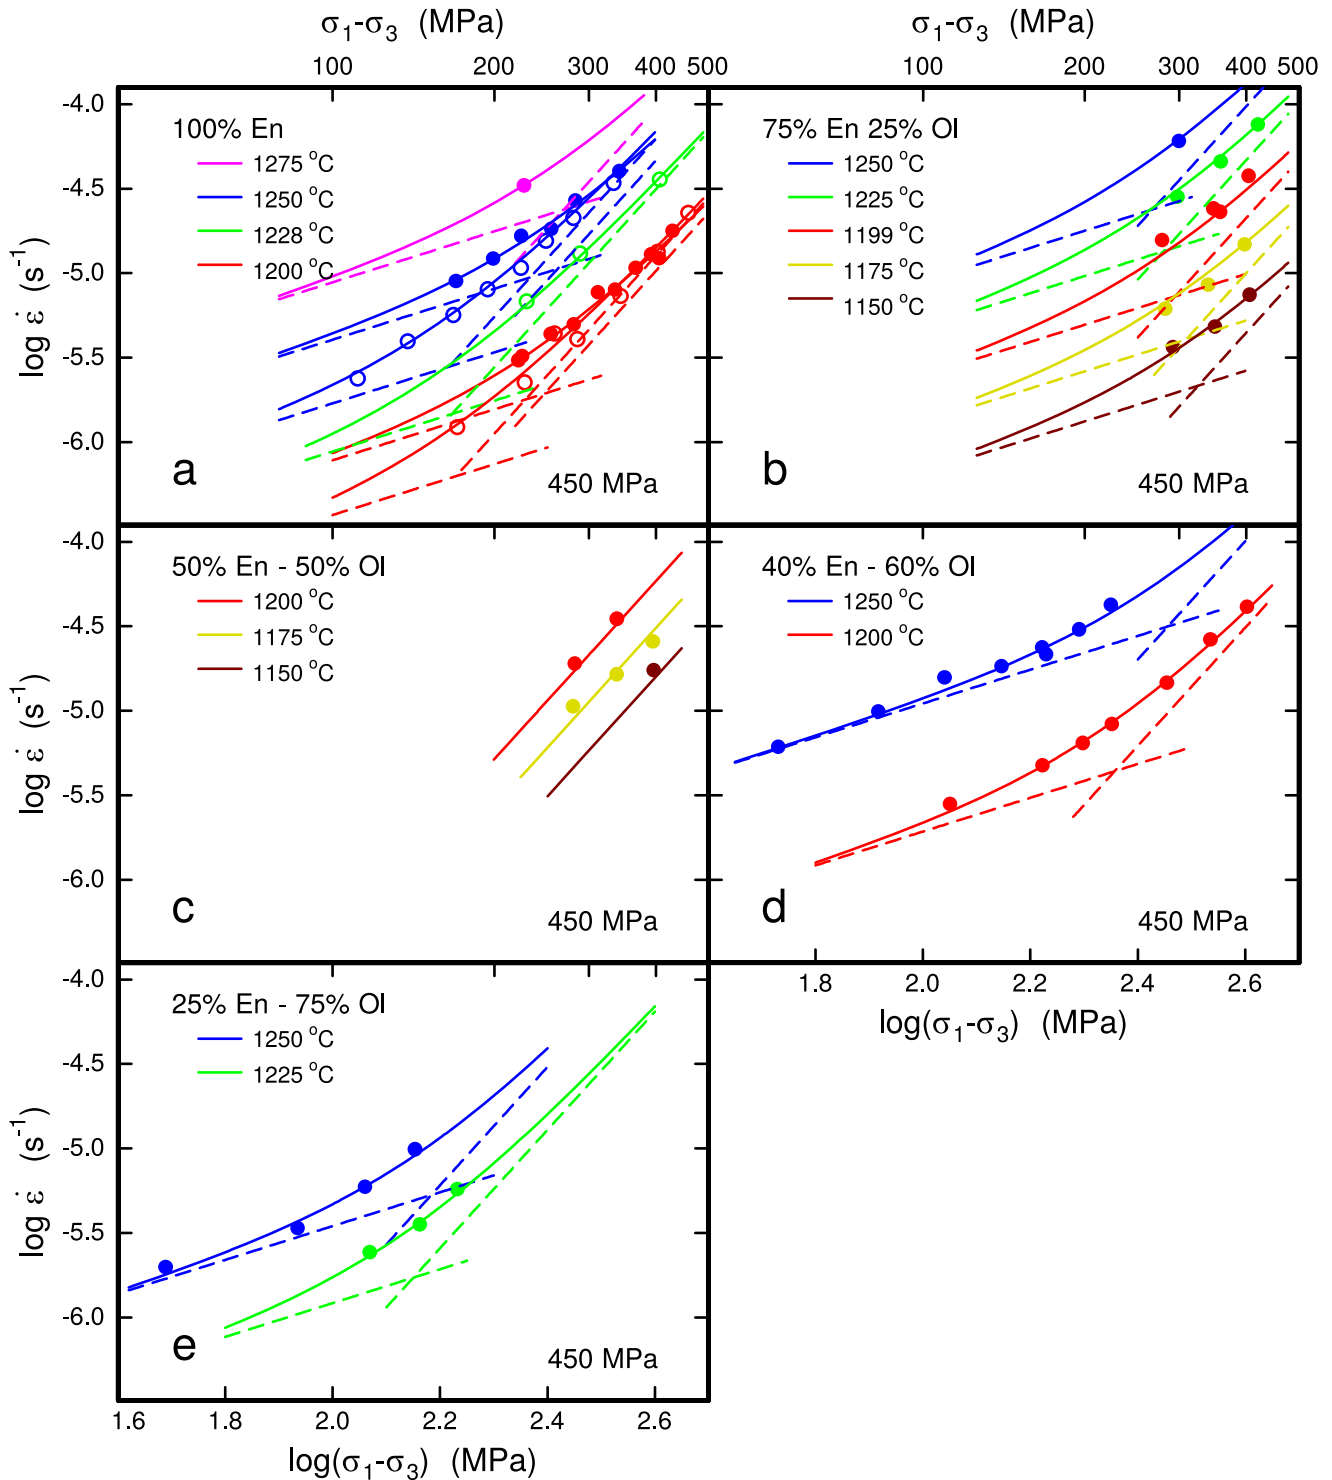 σ₁-σ₃ (MPa)
σ₁-σ₃ (MPa)
100 200 300 400 500
100 200 300 400 500
log ε̇ (s⁻¹)
-4.0
-4.5
-5.0
-5.5
-6.0
100% En
1275 °C
1250 °C
1228 °C
1200 °C
a
450 MPa
75% En 25% Ol
1250 °C
1225 °C
1199 °C
1175 °C
1150 °C
b
450 MPa
log ε̇ (s⁻¹)
-4.0
-4.5
-5.0
-5.5
-6.0
50% En - 50% Ol
1200 °C
1175 °C
1150 °C
c
450 MPa
40% En - 60% Ol
1250 °C
1200 °C
d
450 MPa
1.8 2.0 2.2 2.4 2.6
log(σ₁-σ₃) (MPa)
log ε̇ (s⁻¹)
-4.0
-4.5
-5.0
-5.5
-6.0
25% En - 75% Ol
1250 °C
1225 °C
e
450 MPa
1.6 1.8 2.0 2.2 2.4 2.6
log(σ₁-σ₃) (MPa)